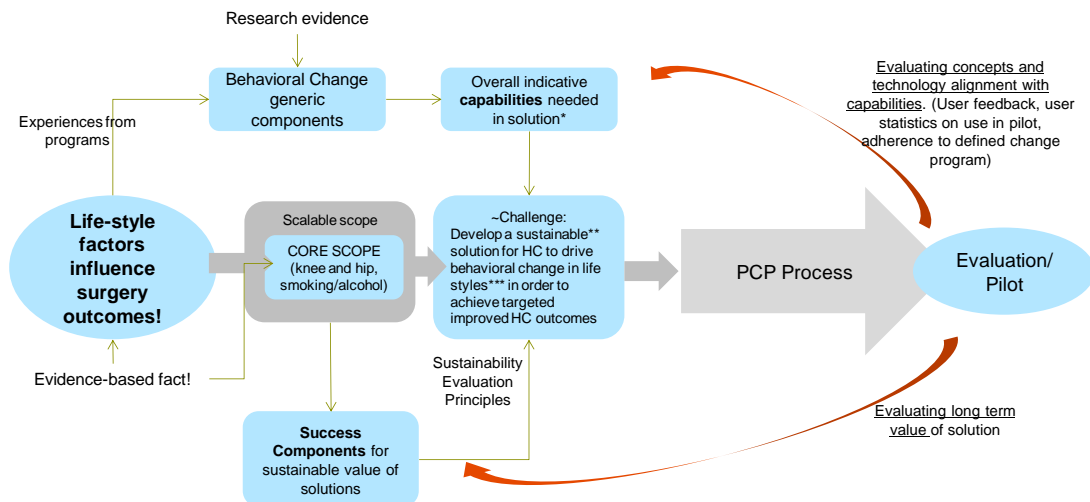 Research evidence
Behavioral Change
generic
components
Overall indicative
capabilities needed
in solution*
Evaluating concepts and
technology alignment with
capabilities. (User feedback, user
statistics on use in pilot,
adherence to defined change
program)
Experiences from
programs
Life-style
factors
influence
surgery
outcomes!
Scalable scope
CORE SCOPE
(knee and hip,
smoking/alcohol)
~Challenge:
Develop a sustainable**
solution for HC to drive
behavioral change in life
styles*** in order to
achieve targeted
improved HC outcomes
PCP Process
Evaluation/
Pilot
Evidence-based fact!
Sustainability
Evaluation
Principles
Success
Components for
sustainable value of
solutions
Evaluating long term
value of solution